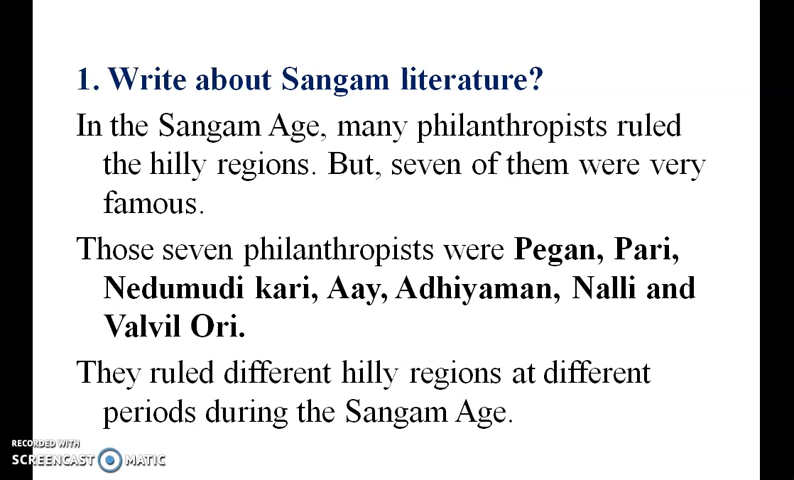 1. Write about Sangam literature?
In the Sangam Age, many philanthropists ruled
the hilly regions. But, seven of them were very
famous.
Those seven philanthropists were Pegan, Pari,
Nedumudi kari, Aay, Adhiyaman, Nalli and
Valvil Ori.
They ruled different hilly regions at different
periods during the Sangam Age.
RECORDED WITH
SCREENCAST MATIC